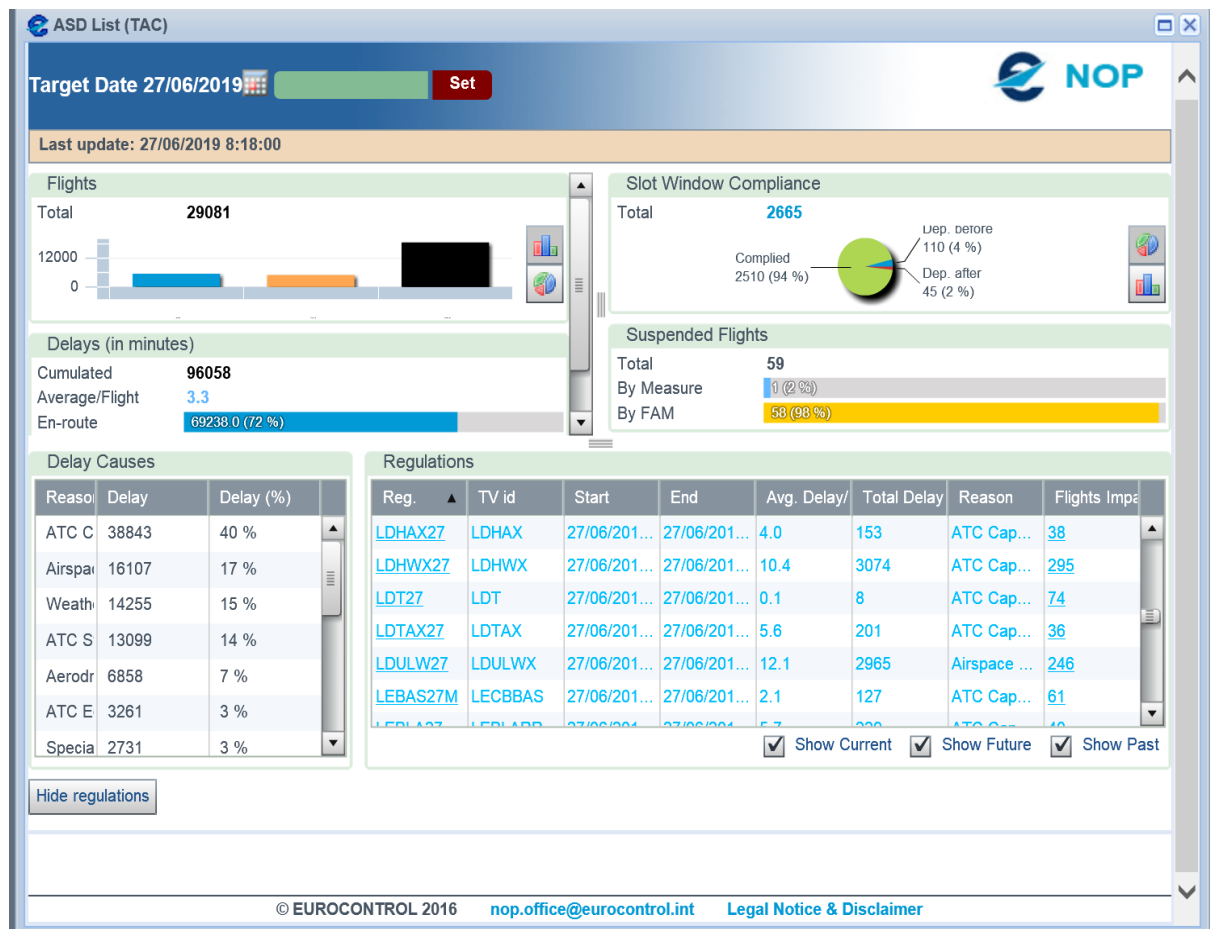 ASD List (TAC)
Target Date 27/06/2019
Set
NOP
Last update: 27/06/2019 8:18:00
Flights
Total 29081
12000
0
Slot Window Compliance
Total 2665
Complied
2510 (94 %)
Dep. before
110 (4 %)
Dep. after
45 (2 %)
Delays (in minutes)
Cumulated 96058
Average/Flight 3.3
En-route 69238.0 (72 %)
Suspended Flights
Total 59
By Measure 1 (2 %)
By FAM 58 (98 %)
Delay Causes
Reason Delay Delay (%)
ATC C 38843 40 %
Airspa 16107 17 %
Weath 14255 15 %
ATC S 13099 14 %
Aerodr 6858 7 %
ATC E 3261 3 %
Specia 2731 3 %
Regulations
Reg. ▲ TV id Start End Avg. Delay/ Total Delay Reason Flights Impa
LDHAX27 LDHAX 27/06/201... 27/06/201... 4.0 153 ATC Cap... 38
LDHWX27 LDHWX 27/06/201... 27/06/201... 10.4 3074 ATC Cap... 295
LDT27 LDT 27/06/201... 27/06/201... 0.1 8 ATC Cap... 74
LDTAX27 LDTAX 27/06/201... 27/06/201... 5.6 201 ATC Cap... 36
LDULW27 LDULWX 27/06/201... 27/06/201... 12.1 2965 Airspace ... 246
LEBAS27M LECBBAS 27/06/201... 27/06/201... 2.1 127 ATC Cap... 61
Show Current Show Future Show Past
Hide regulations
© EUROCONTROL 2016 nop.office@eurocontrol.int Legal Notice & Disclaimer